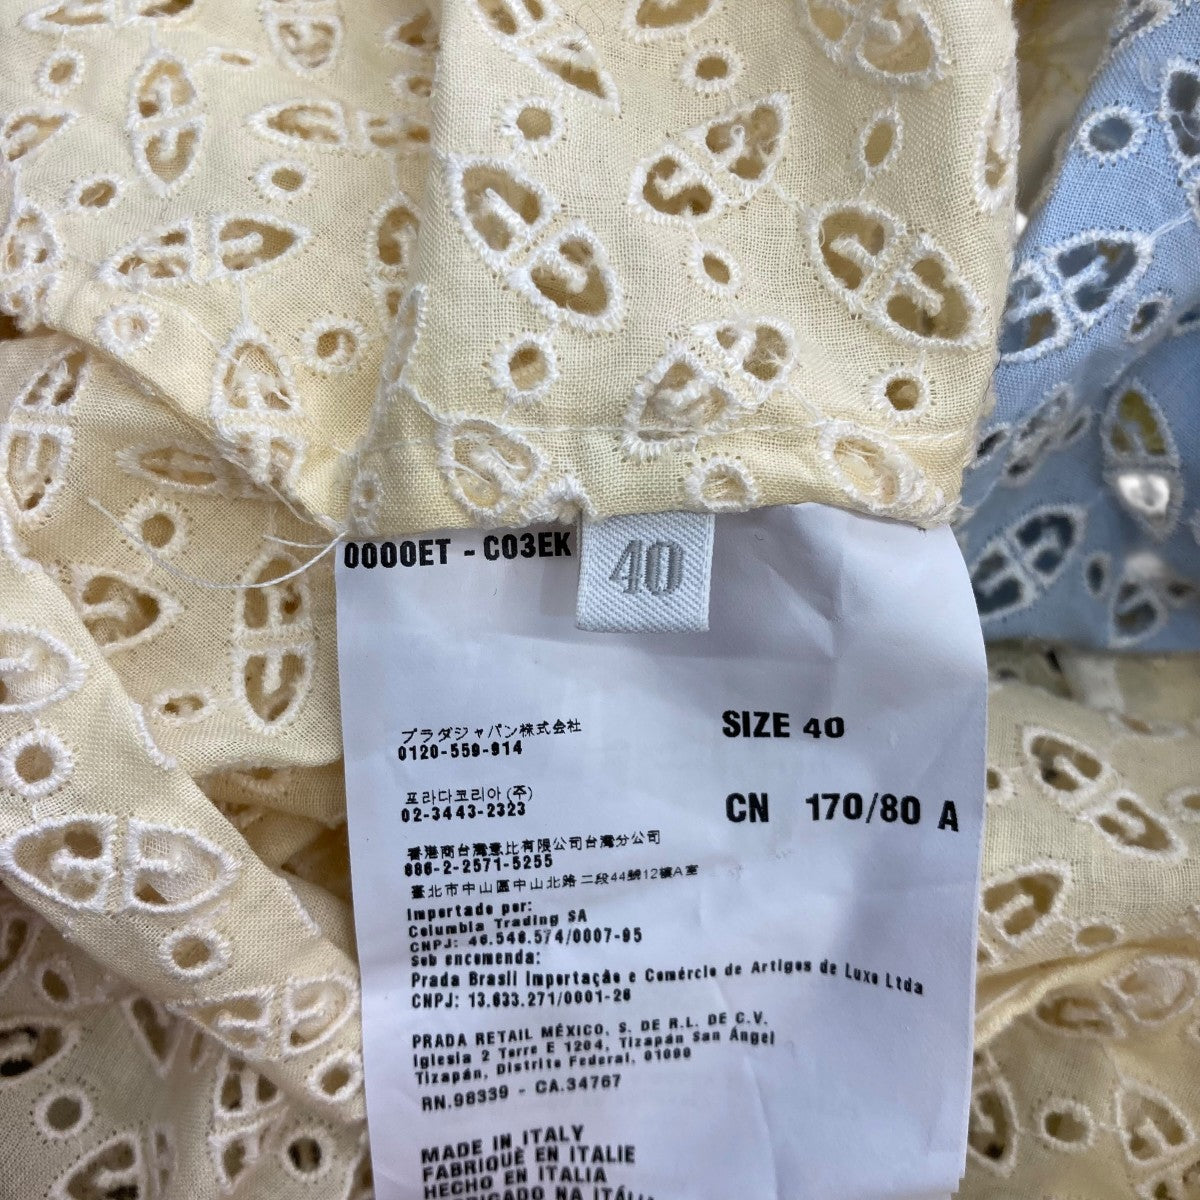 0000ET - C03EK
40
プラダジャパン株式会社
0120-559-914
SIZE 40
프라다코리아(주)
02-3443-2323
CN 170/80 A
香港商台灣意比有限公司台灣分公司
886-2-2571-5255
臺北市中山區中山北路二段44號12樓A室
Importado por:
Columbia Trading SA
CNPJ: 46.548.574/0007-95
Sob encomenda:
Prada Brasil Importação e Comércio de Artigos de Luxo Ltda
CNPJ: 13.633.271/0001-26
PRADA RETAIL MÉXICO, S. DE R.L. DE C.V.
Iglesia 2 Torre E 1204, Tizapán San Ángel
Tizapán, Distrito Federal, 01000
RN.98339 - CA.34767
MADE IN ITALY
FABRIQUÉ EN ITALIE
HECHO EN ITALIA
FABRICADO NA ITÁLIA